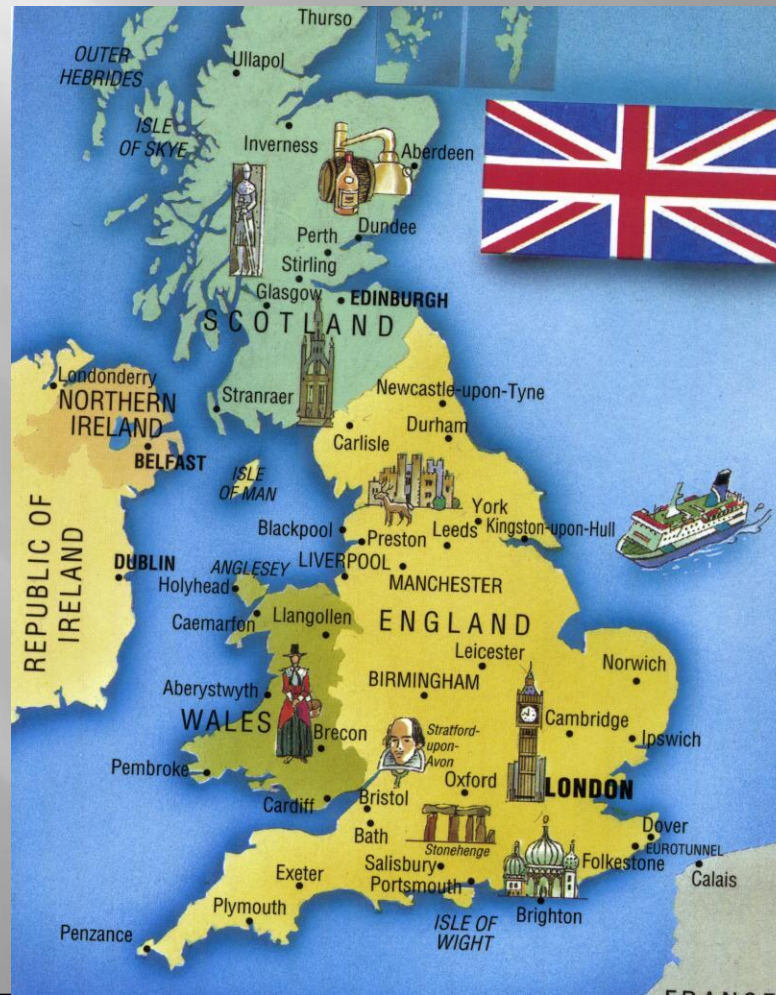 Thurso
OUTER
HEBRIDES
Ullapol
ISLE
OF SKYE
Inverness
Aberdeen
Dundee
Perth
Stirling
Glasgow
EDINBURGH
SCOTLAND
Londonderry
NORTHERN
IRELAND
Stranraer
Newcastle-upon-Tyne
Carlisle
Durham
BELFAST
ISLE
OF MAN
York
Blackpool
Preston
Leeds
Kingston-upon-Hull
REPUBLIC OF
IRELAND
DUBLIN
ANGLESEY
LIVERPOOL
Holyhead
MANCHESTER
Caemarfon
Llangollen
ENGLAND
Leicester
Norwich
Aberystwyth
BIRMINGHAM
WALES
Brecon
Stratford-
upon-
Avon
Cambridge
Ipswich
Pembroke
Oxford
LONDON
Cardiff
Bristol
Bath
Stonehenge
Dover
EUROTUNNEL
Folkestone
Calais
Salisbury
Portsmouth
Exeter
Plymouth
ISLE OF
WIGHT
Brighton
Penzance
FRANCE